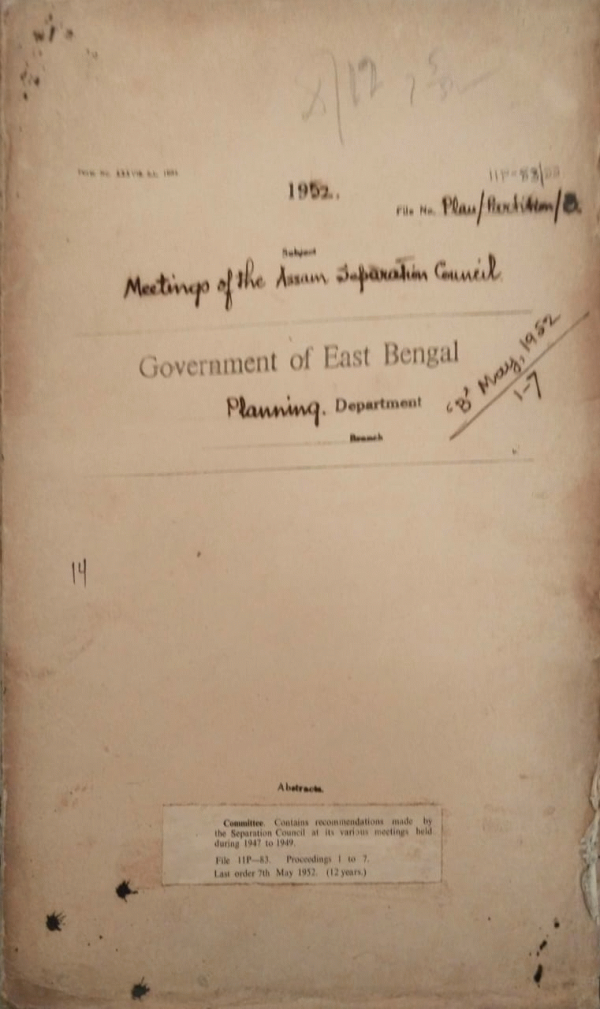 1952.
File No. Plan/Partition/
Subject
Meetings of the Assam Separation Council
Government of East Bengal
Planning. Department
Branch
'B' May, 1952
1-7
14
Abstracts.
Committee. Contains recommendations made by
the Separation Council at its various meetings held
during 1947 to 1949.
File 11P—83. Proceedings 1 to 7.
Last order 7th May 1952. (12 years.)